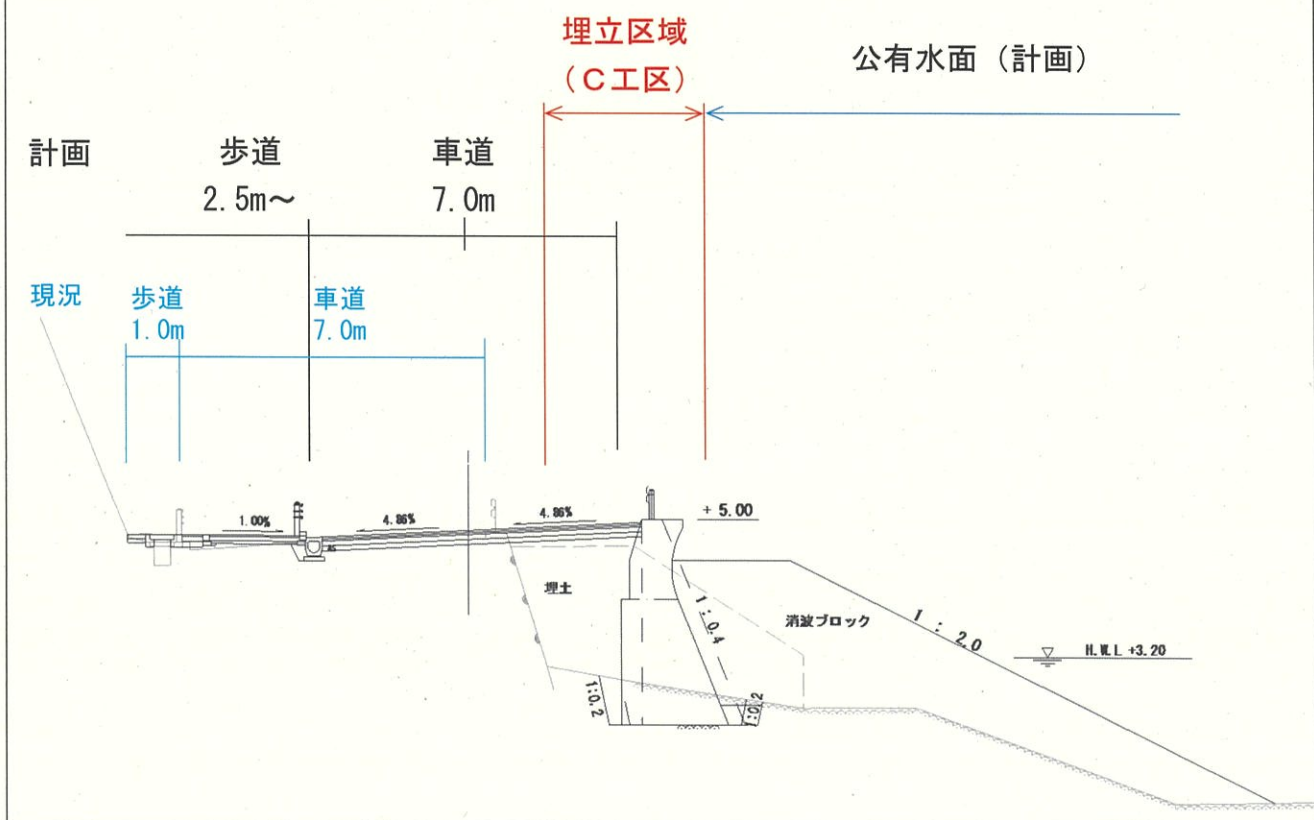 埋立区域
(C工区)
公有水面(計画)
計画
歩道
2.5m~
車道
7.0m
現況
歩道
1.0m
車道
7.0m
1.00%
4.86%
4.86%
+ 5.00
埋土
1:0.4
消波ブロック
1:2.0
H.W.L +3.20
1:0.2
1:0.2